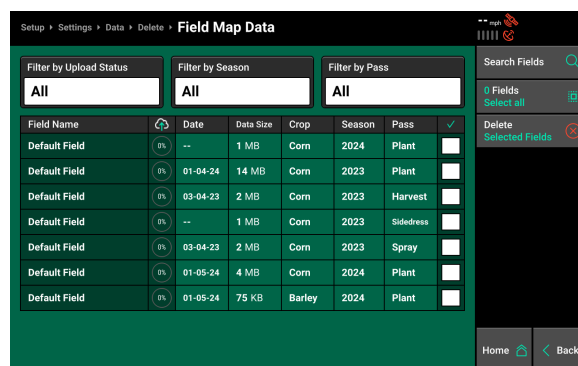 Setup › Settings › Data › Delete › Field Map Data
-- mph
Filter by Upload Status
Filter by Season
Filter by Pass
All
All
All
Field Name Date Data Size Crop Season Pass ✓
Default Field 0% -- 1 MB Corn 2024 Plant
Default Field 0% 01-04-24 14 MB Corn 2023 Plant
Default Field 0% 03-04-23 2 MB Corn 2023 Harvest
Default Field 0% -- 1 MB Corn 2023 Sidedress
Default Field 0% 03-04-23 2 MB Corn 2023 Spray
Default Field 0% 01-05-24 4 MB Corn 2024 Plant
Default Field 0% 01-05-24 75 KB Barley 2024 Plant
Search Fields
0 Fields
Select all
Delete
Selected Fields
Home
Back